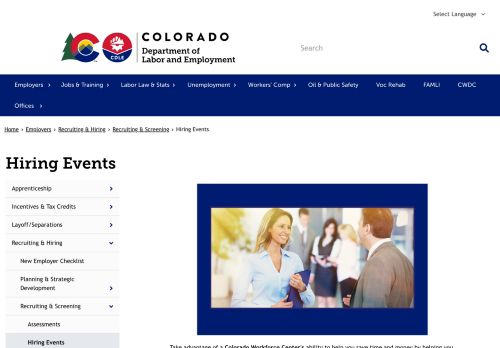 Select Language
COLORADO
Department of
Labor and Employment
CDLE
Search
Employers Jobs & Training Labor Law & Stats Unemployment Workers' Comp Oil & Public Safety Voc Rehab FAMLI CWDC
Offices
Home › Employers › Recruiting & Hiring › Recruiting & Screening › Hiring Events
Hiring Events
Apprenticeship
Incentives & Tax Credits
Layoff/Separations
Recruiting & Hiring
New Employer Checklist
Planning & Strategic
Development
Recruiting & Screening
Assessments
Hiring Events
Take advantage of a Colorado Workforce Center's ability to help you save time and money by helping you